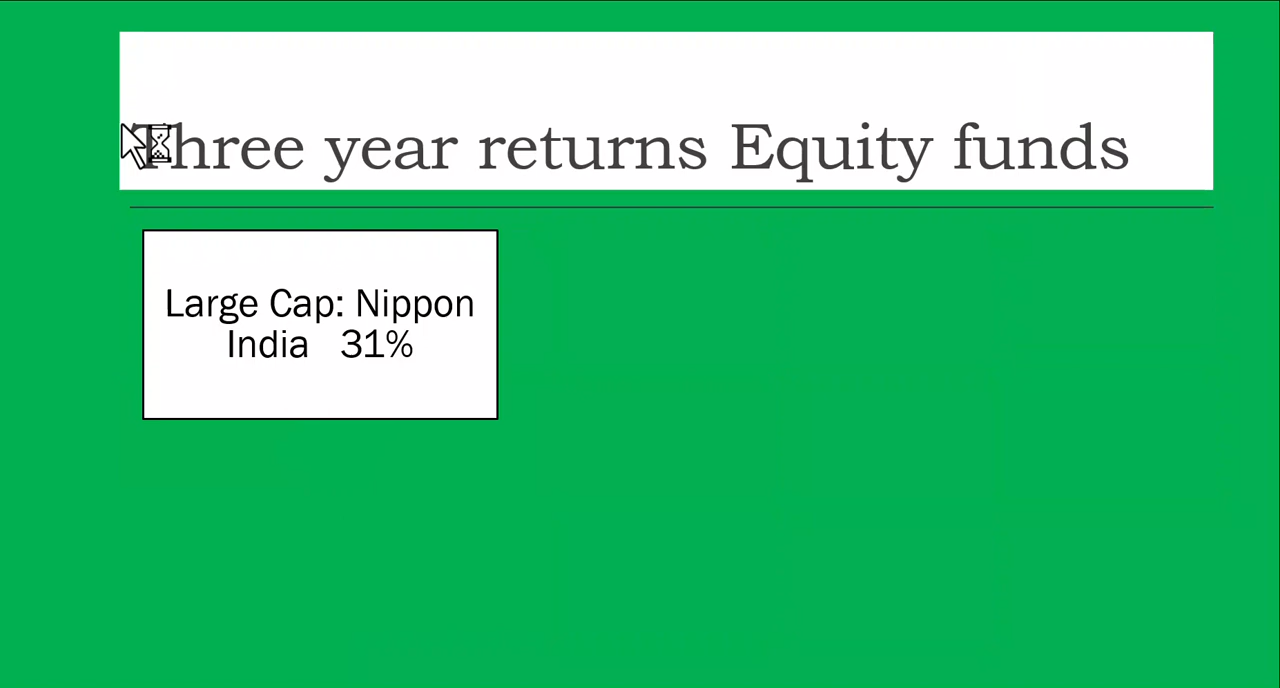 Three year returns Equity funds
Large Cap: Nippon
India 31%